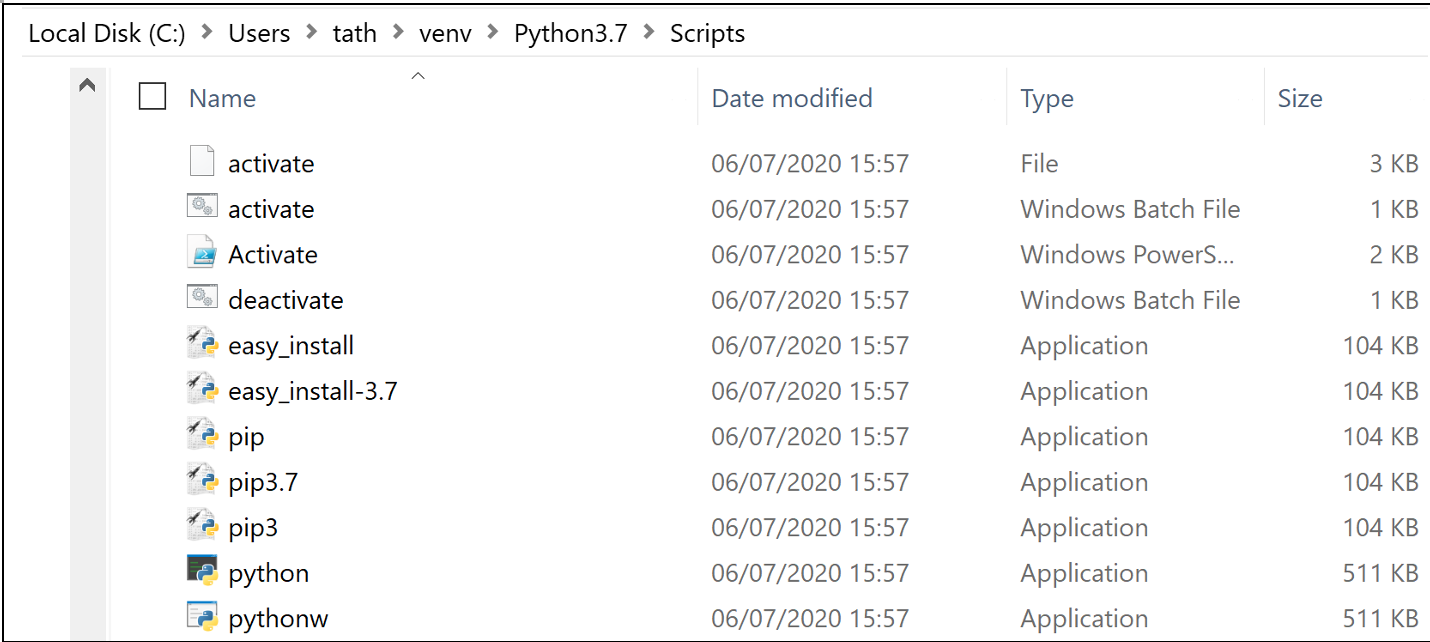 Local Disk (C:) > Users > tath > venv > Python3.7 > Scripts
Name Date modified Type Size
activate 06/07/2020 15:57 File 3 KB
activate 06/07/2020 15:57 Windows Batch File 1 KB
Activate 06/07/2020 15:57 Windows PowerS... 2 KB
deactivate 06/07/2020 15:57 Windows Batch File 1 KB
easy_install 06/07/2020 15:57 Application 104 KB
easy_install-3.7 06/07/2020 15:57 Application 104 KB
pip 06/07/2020 15:57 Application 104 KB
pip3.7 06/07/2020 15:57 Application 104 KB
pip3 06/07/2020 15:57 Application 104 KB
python 06/07/2020 15:57 Application 511 KB
pythonw 06/07/2020 15:57 Application 511 KB